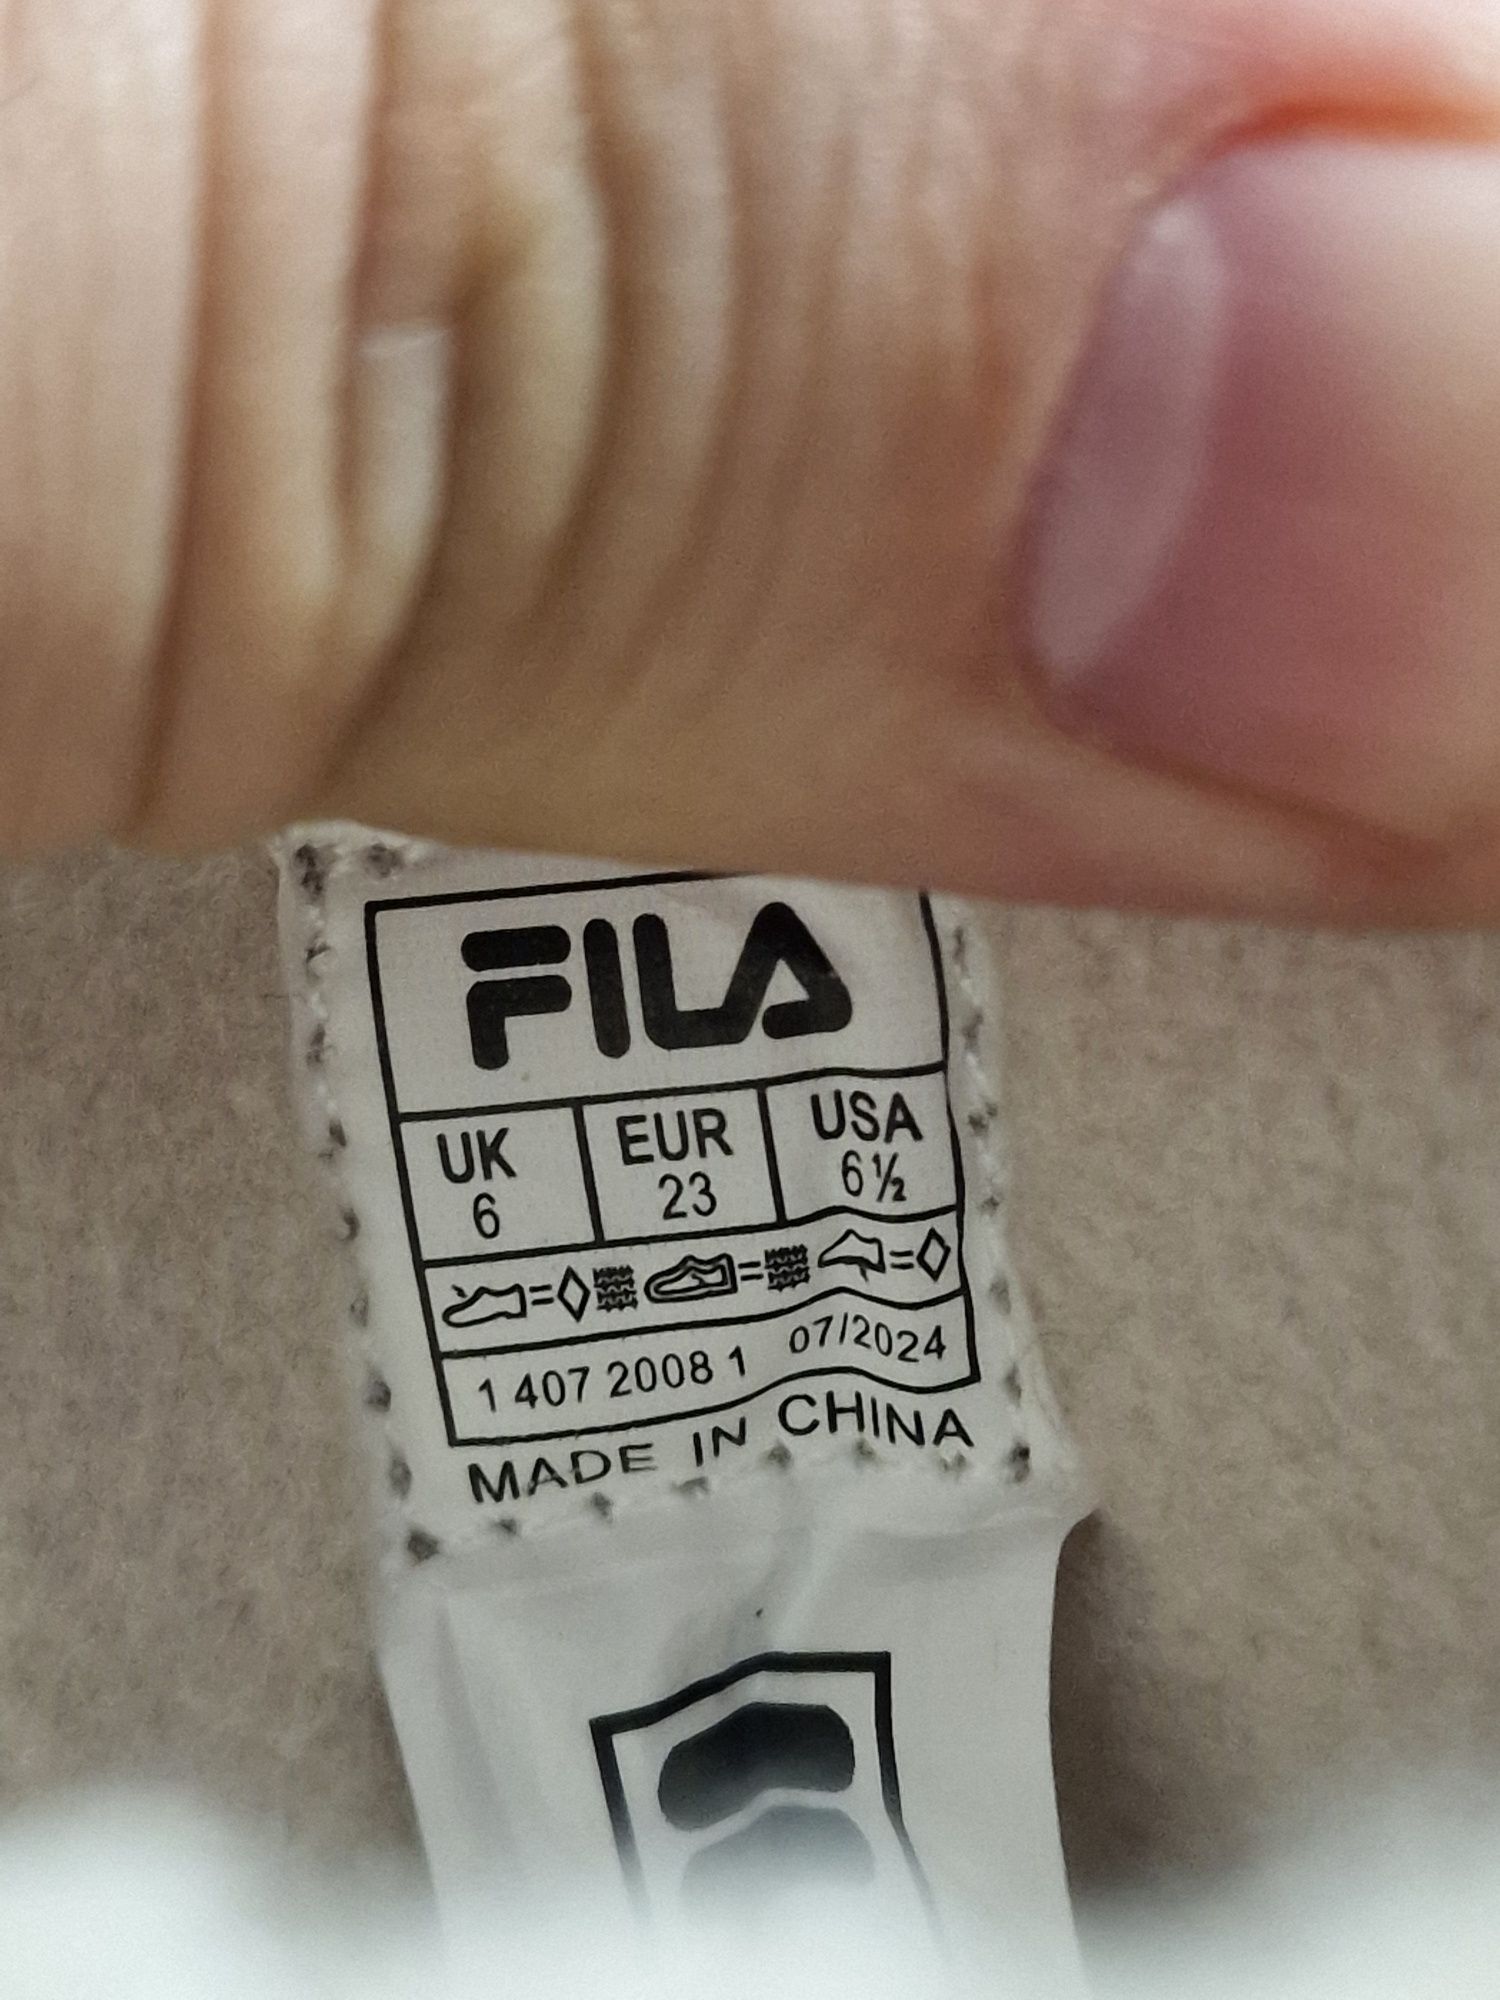 FILA
UK EUR USA
6 23 6½
= = =
1 407 2008 1 07/2024
MADE IN CHINA